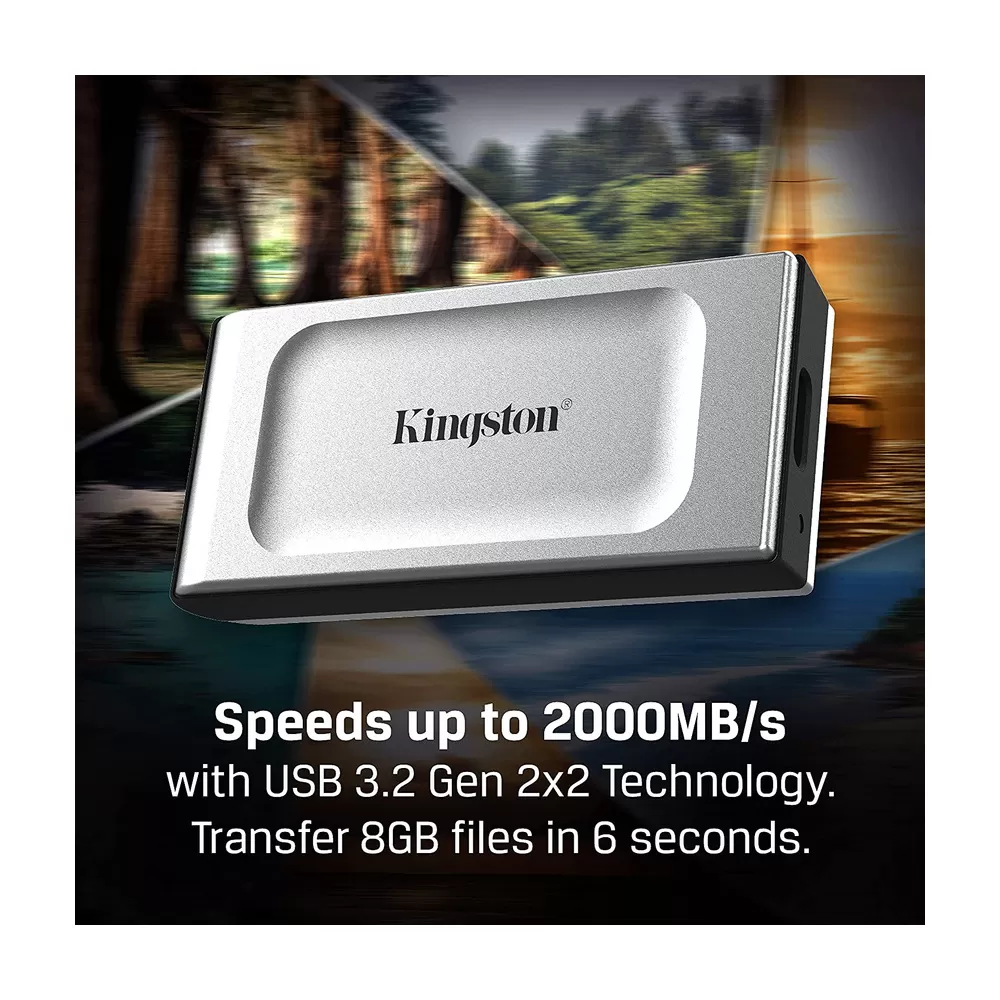 Kingston®
Speeds up to 2000MB/s
with USB 3.2 Gen 2x2 Technology.
Transfer 8GB files in 6 seconds.